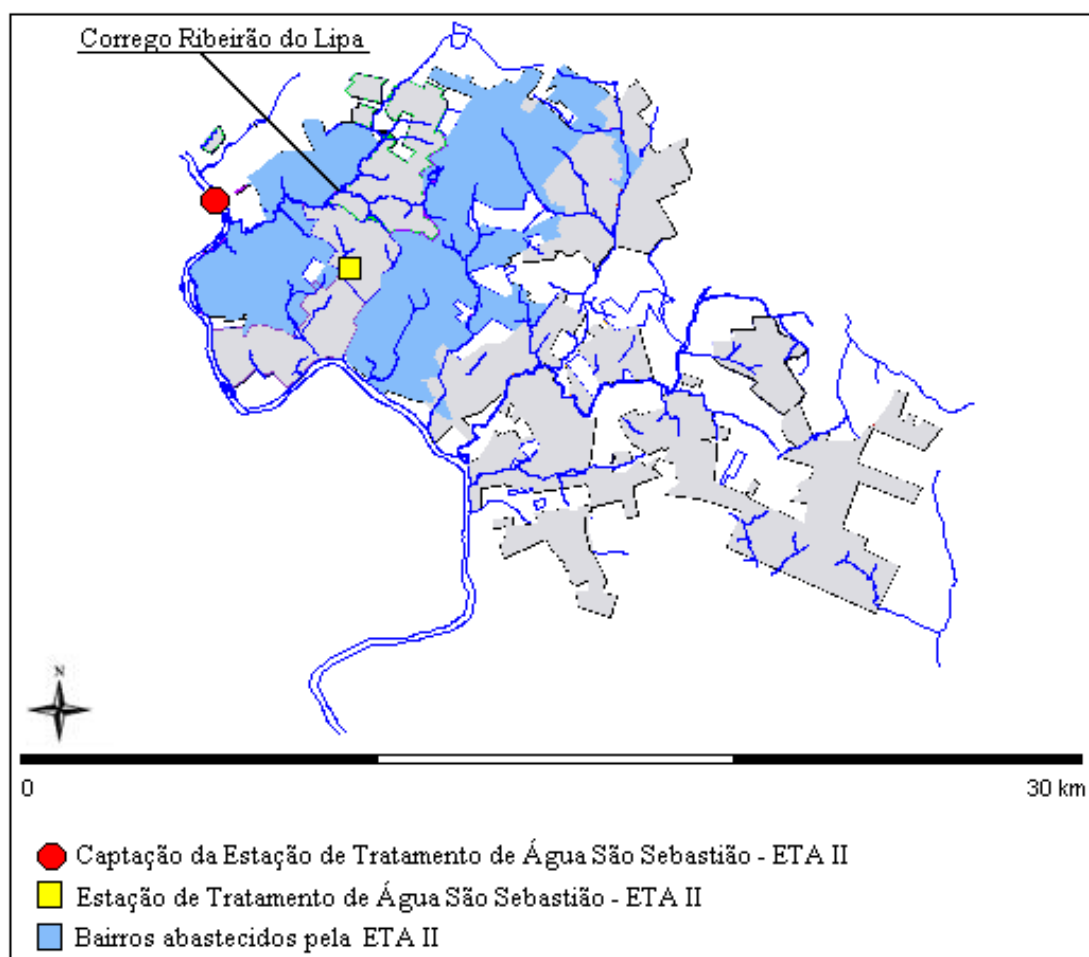 Corrego Ribeirão do Lipa
N
0
30 km
Captação da Estação de Tratamento de Água São Sebastião - ETA II
Estação de Tratamento de Água São Sebastião - ETA II
Bairros abastecidos pela ETA II